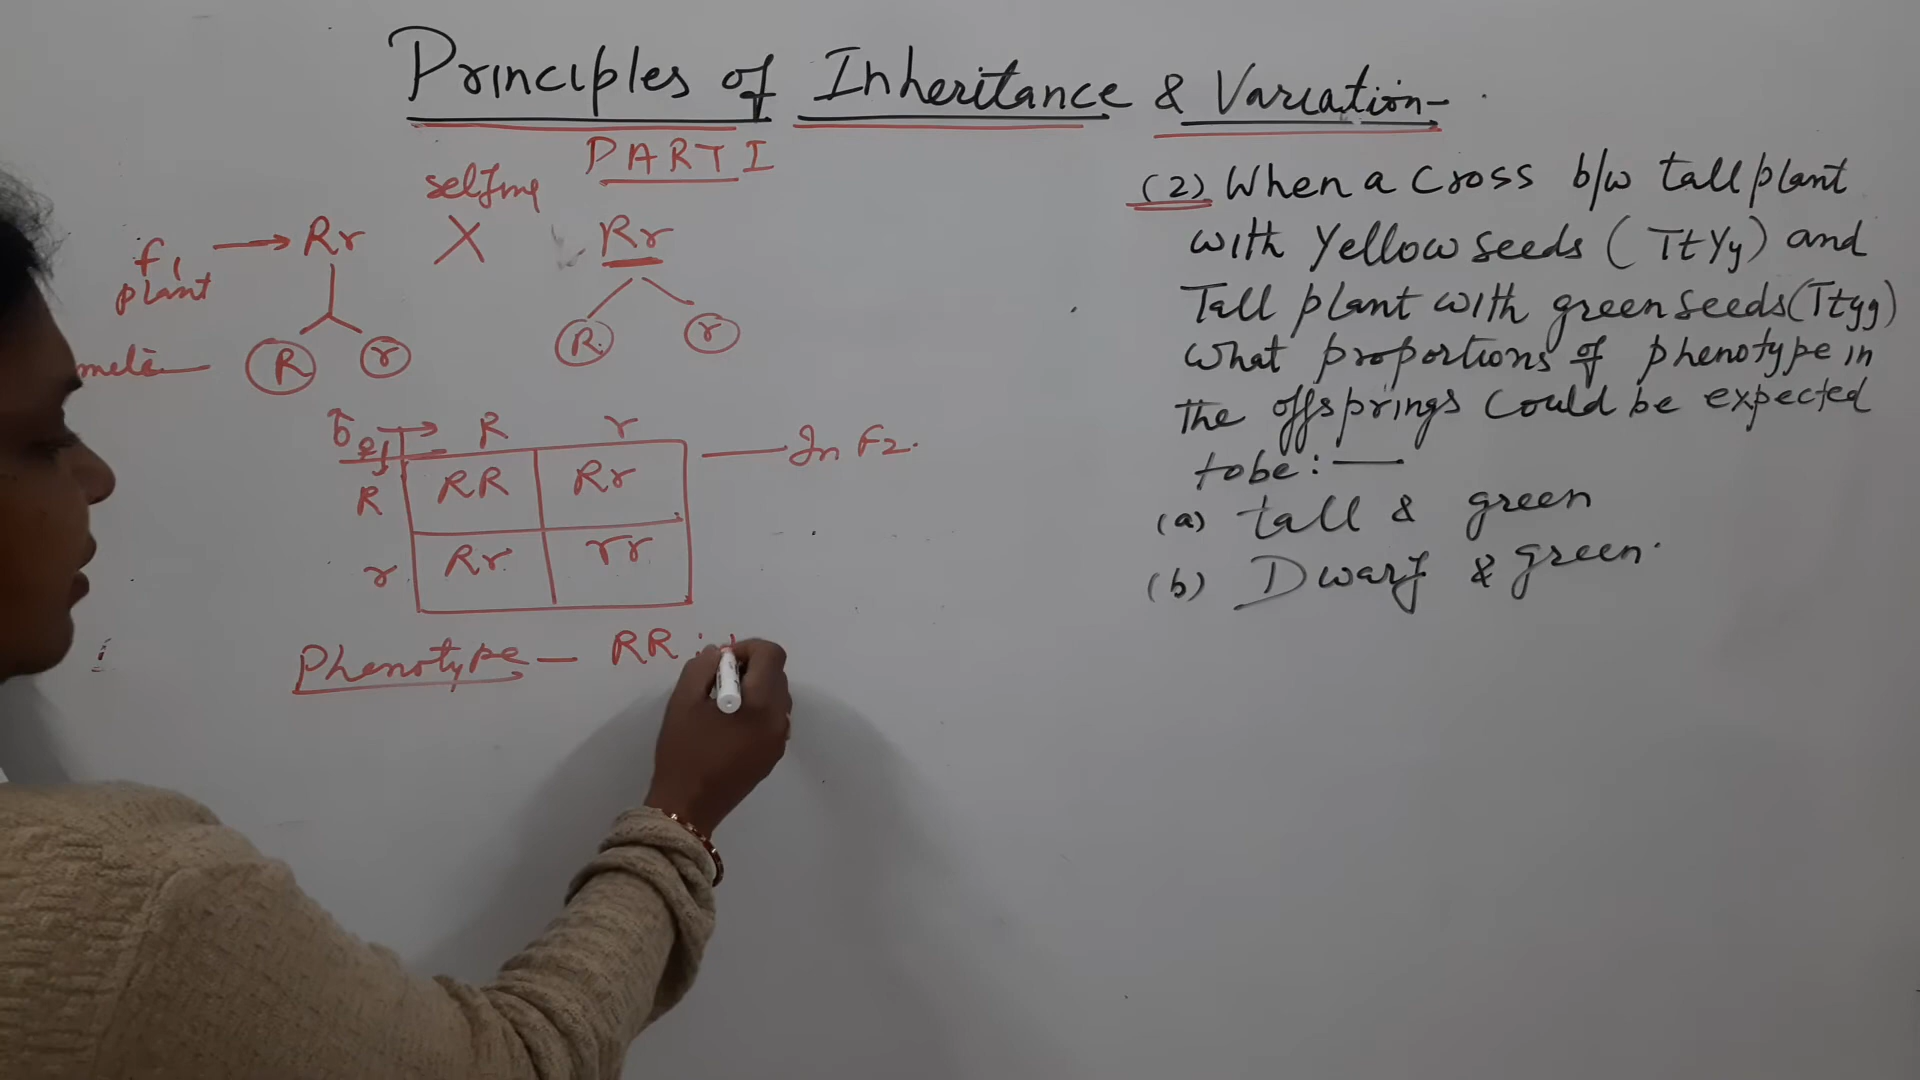 Principles of Inheritance & Variation-
PART I
selfing
f1 plant → Rr X Rr
R r R r
R r
R RR Rr — In F2.
r Rr rr
Phenotype — RR :
(2) When a cross b/w tall plant
with Yellow seeds (TtYy) and
Tall plant with green seeds (Ttyy)
What proportions of phenotype in
the offsprings could be expected
to be : —
(a) tall & green
(b) Dwarf & green.